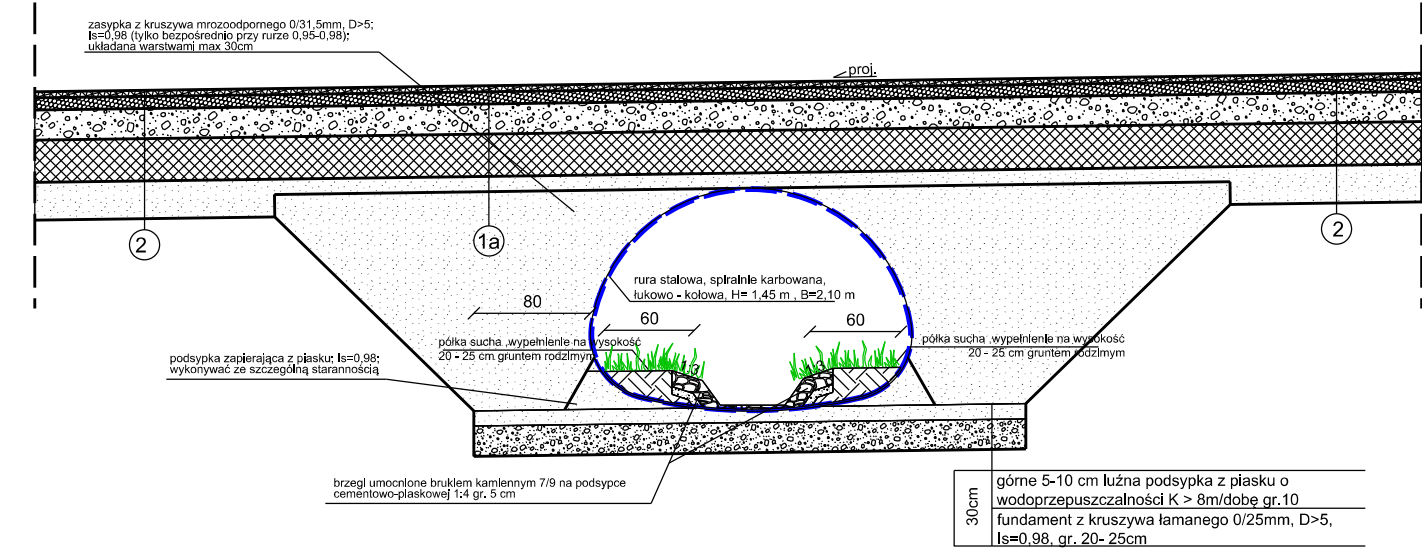 zasypka z kruszywa mrozoodpornego 0/31,5mm, D>5;
Is=0,98 (tylko bezpośrednio przy rurze 0,95-0,98);
układana warstwami max 30cm
proj.
2
1a
2
rura stalowa, spiralnie karbowana,
łukowo - kołowa, H= 1,45 m , B=2,10 m
80
60
60
półka sucha ,wypełnienie na wysokość
20 - 25 cm gruntem rodzimym
półka sucha ,wypełnienie na wysokość
20 - 25 cm gruntem rodzimym
1:3
1:3
podsypka zapierająca z piasku; Is=0,98;
wykonywać ze szczególną starannością
brzegi umocnione brukiem kamiennym 7/9 na podsypce
cementowo-piaskowej 1:4 gr. 5 cm
30cm
górne 5-10 cm luźna podsypka z piasku o
wodoprzepuszczalności K > 8m/dobę gr.10
fundament z kruszywa łamanego 0/25mm, D>5,
Is=0,98, gr. 20- 25cm